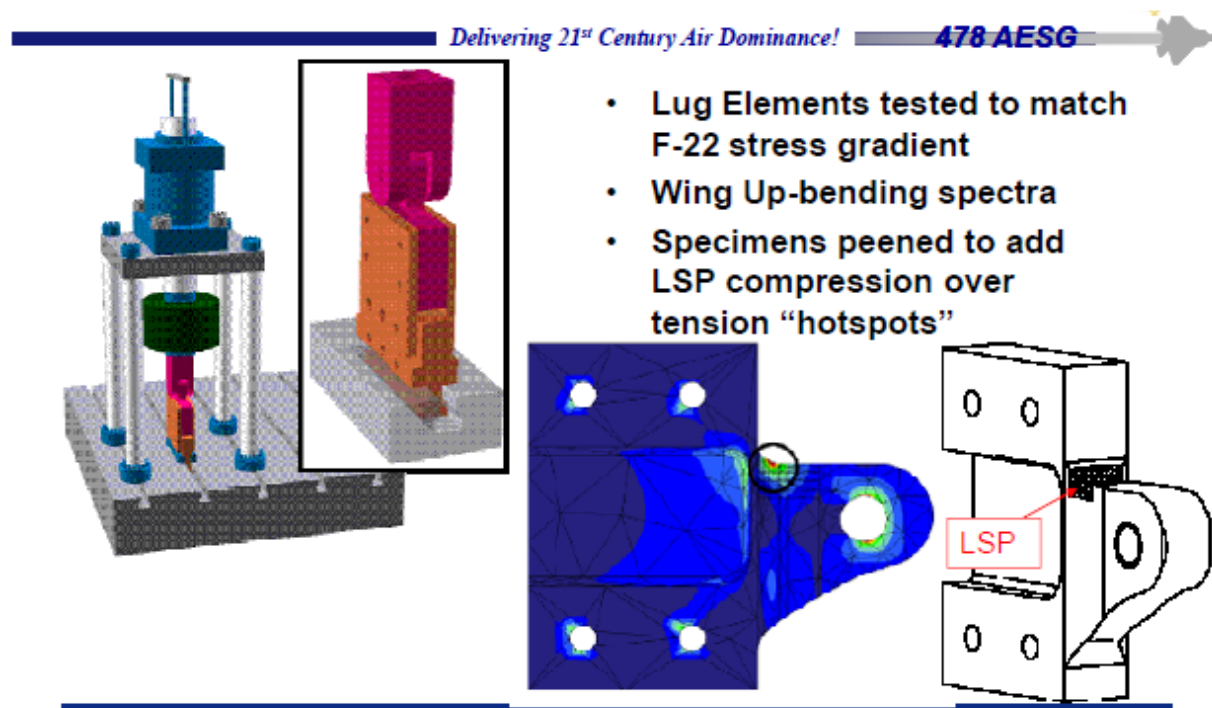 Delivering 21st Century Air Dominance!
478 AESG
• Lug Elements tested to match
F-22 stress gradient
• Wing Up-bending spectra
• Specimens peened to add
LSP compression over
tension “hotspots”
LSP